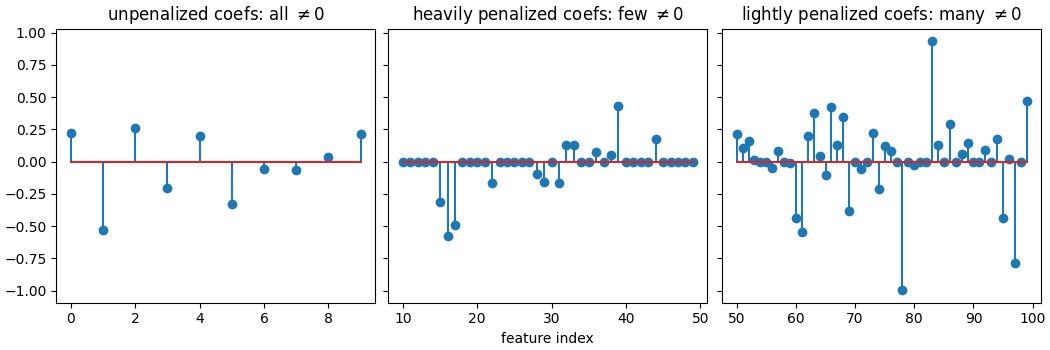 unpenalized coefs: all ≠0
heavily penalized coefs: few ≠0
lightly penalized coefs: many ≠0
1.00
0.75
0.50
0.25
0.00
−0.25
−0.50
−0.75
−1.00
0 2 4 6 8
10 20 30 40 50
50 60 70 80 90 100
feature index